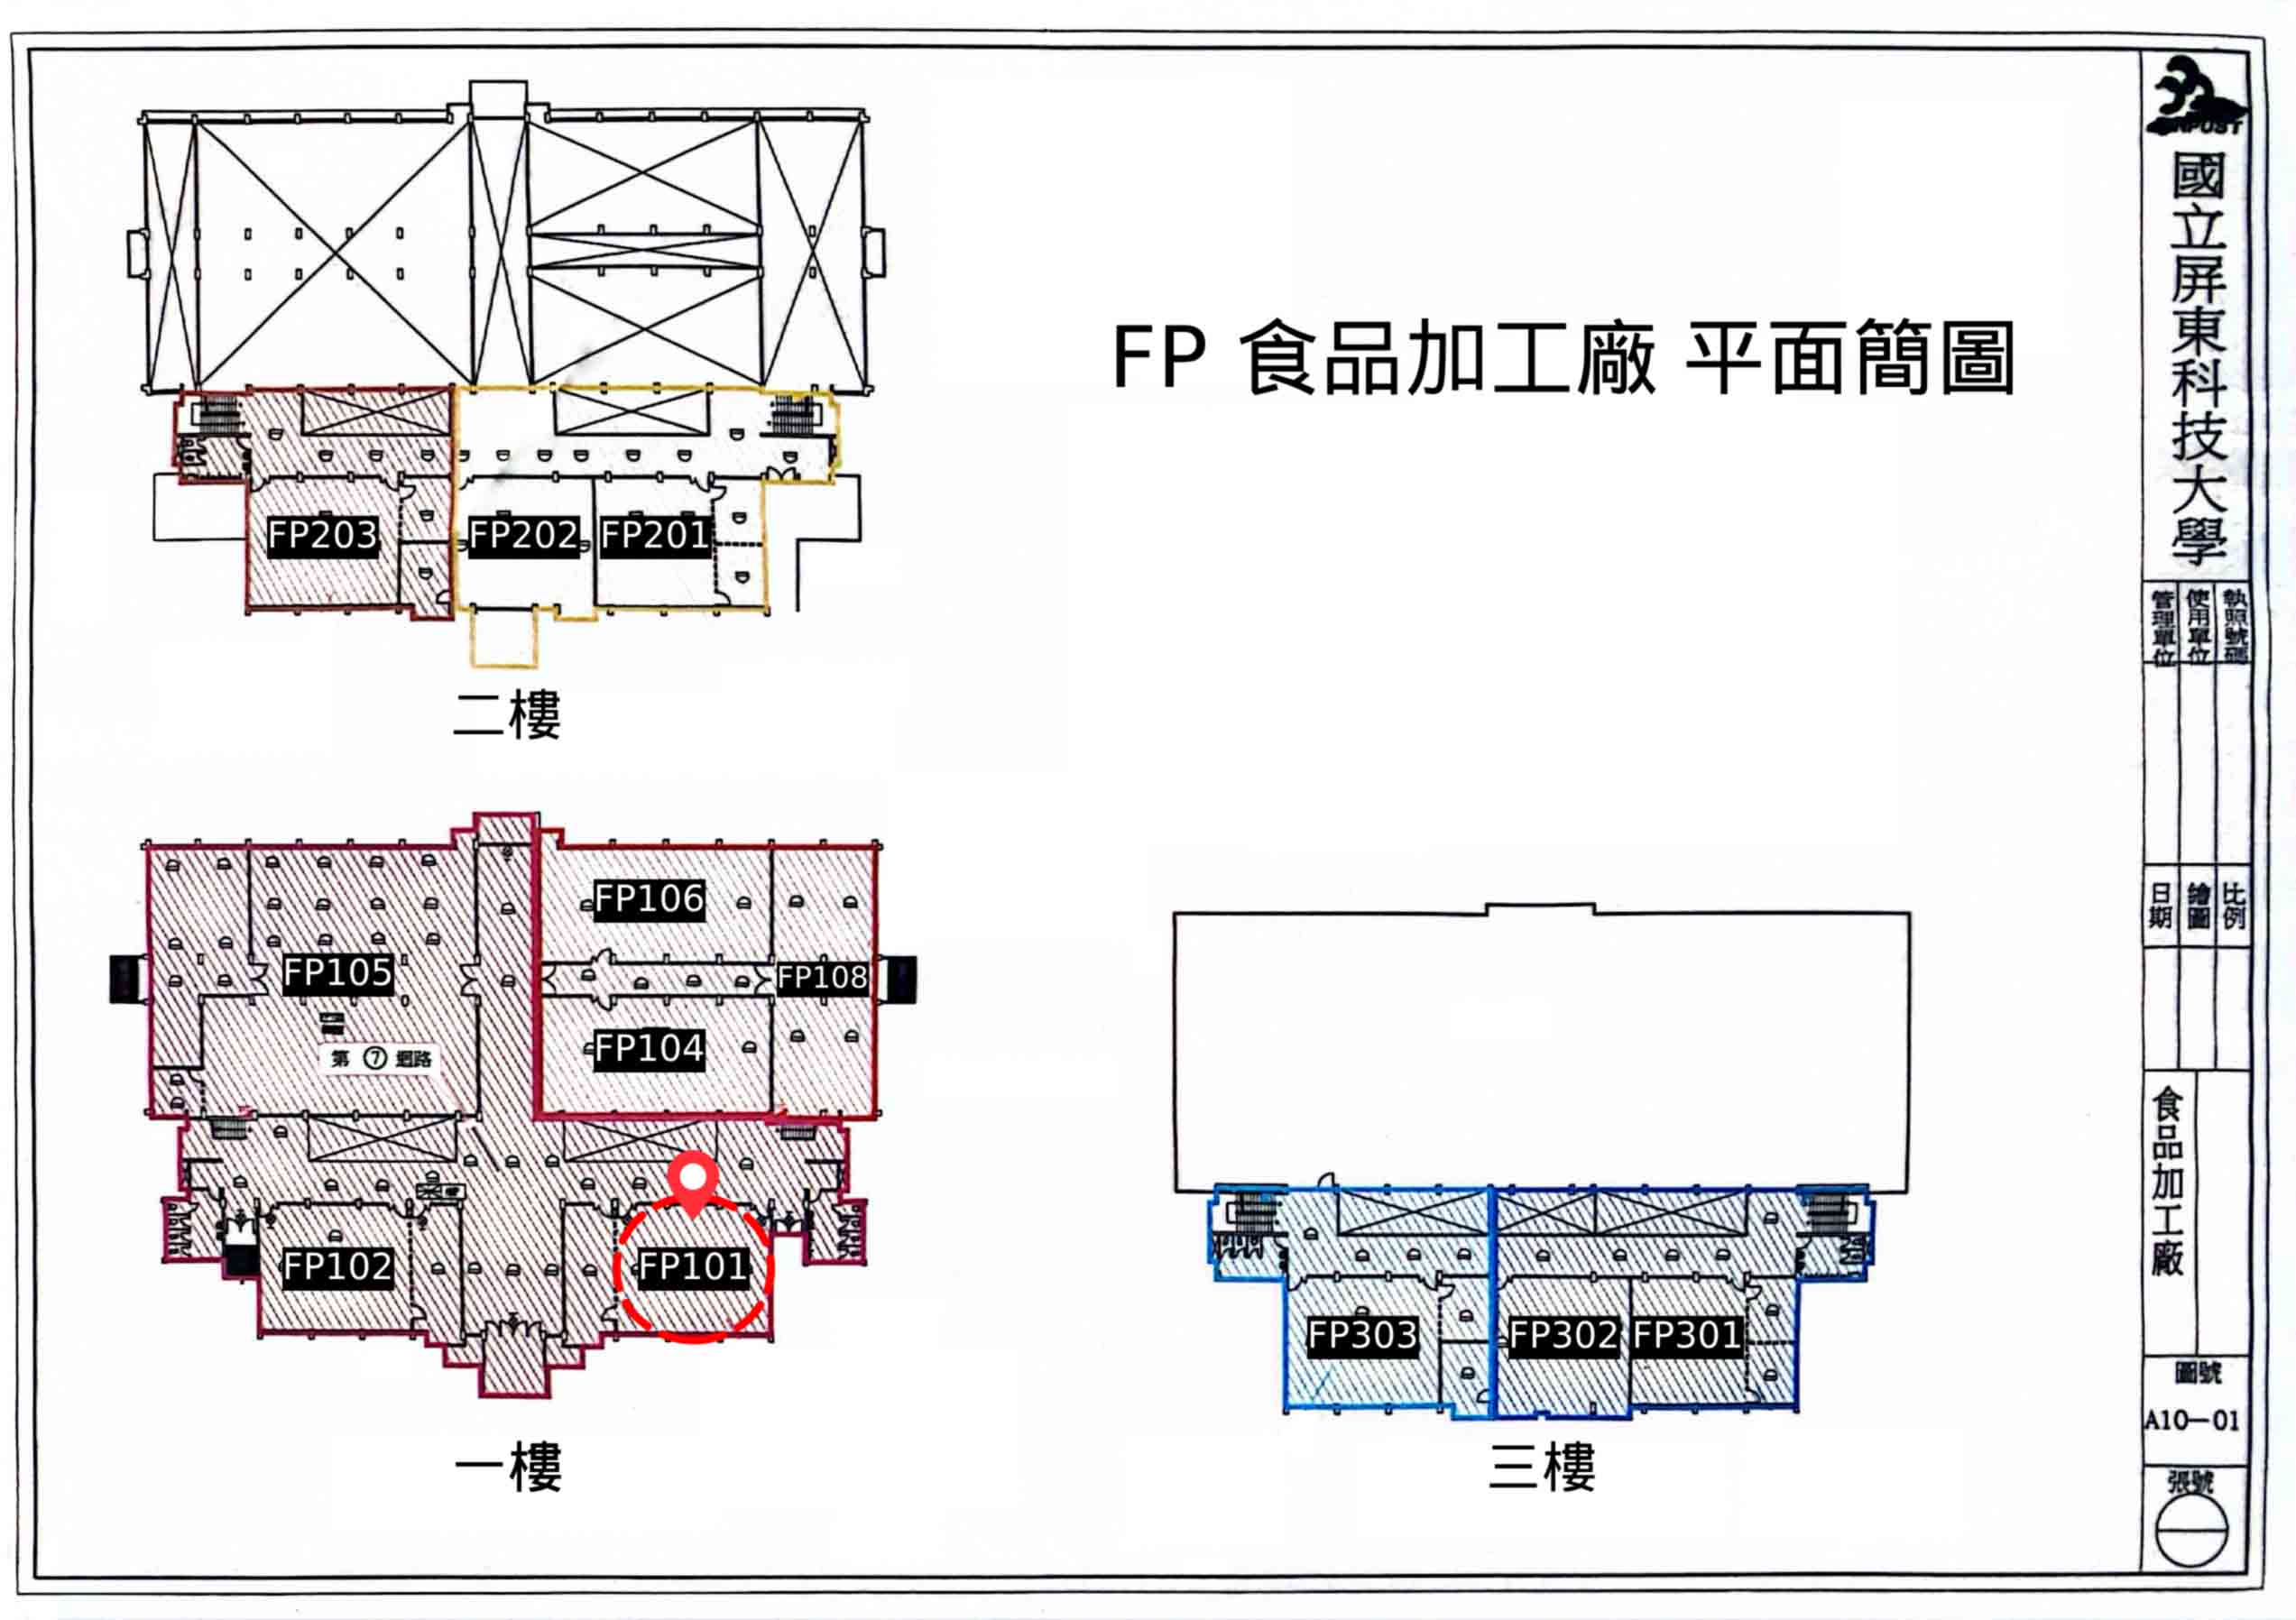 FP 食品加工廠 平面簡圖
FP203
FP202
FP201
二樓
FP106
FP105
FP108
FP104
第 ⑦ 迴路
FP102
FP101
一樓
FP303
FP302
FP301
三樓
NPUST
國立屏東科技大學
管理單位
使用單位
執照號碼
日期
繪圖
比例
食品加工廠
圖號
A10-01
張號